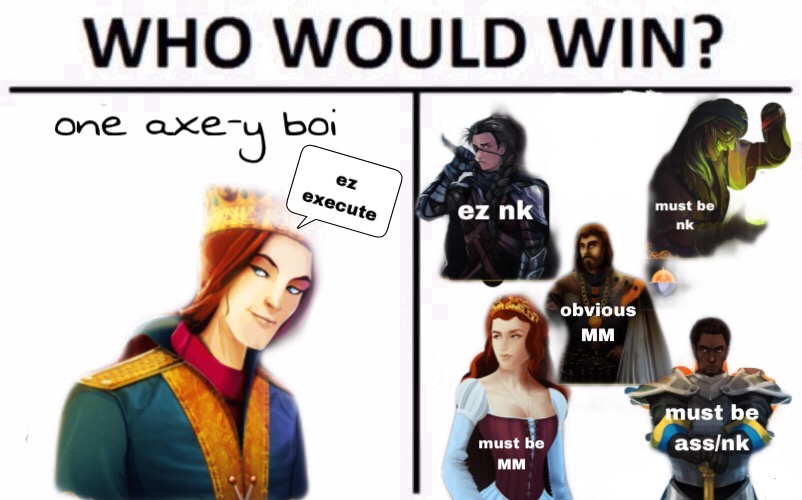 WHO WOULD WIN?
one axe-y boi
ez
execute
ez nk
must be
nk
obvious
MM
must be
MM
must be
ass/nk